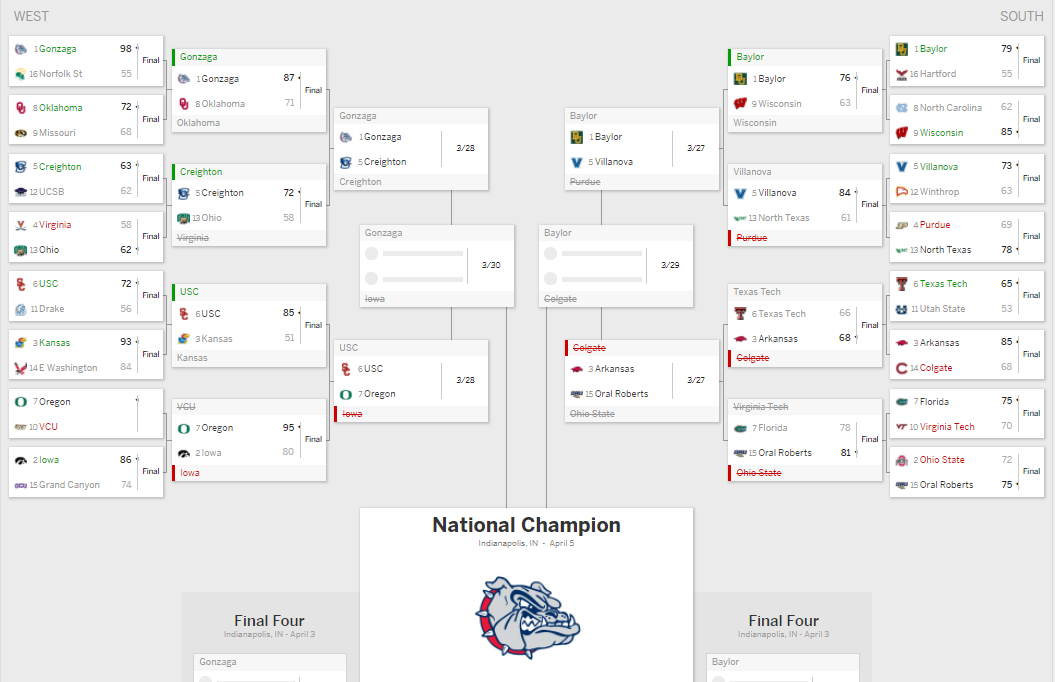 WEST
SOUTH
1 Gonzaga 98 Final
16 Norfolk St 55
8 Oklahoma 72 Final
9 Missouri 68
5 Creighton 63 Final
12 UCSB 62
4 Virginia 58 Final
13 Ohio 62
6 USC 72 Final
11 Drake 56
3 Kansas 93 Final
14 E Washington 84
7 Oregon
10 VCU
2 Iowa 86 Final
15 Grand Canyon 74
Gonzaga
1 Gonzaga 87 Final
8 Oklahoma 71
Oklahoma
Creighton
5 Creighton 72 Final
13 Ohio 58
Virginia
USC
6 USC 85 Final
3 Kansas 51
Kansas
VCU
7 Oregon 95 Final
2 Iowa 80
Iowa
Gonzaga
1 Gonzaga 3/28
5 Creighton
Creighton
USC
6 USC 3/28
7 Oregon
Iowa
Gonzaga
3/30
Iowa
Baylor
3/29
Colgate
Baylor
1 Baylor 3/27
5 Villanova
Purdue
Colgate
3 Arkansas 3/27
15 Oral Roberts
Ohio State
Baylor
1 Baylor 76 Final
9 Wisconsin 63
Wisconsin
Villanova
5 Villanova 84 Final
13 North Texas 61
Purdue
Texas Tech
6 Texas Tech 66 Final
3 Arkansas 68
Colgate
Virginia Tech
7 Florida 78 Final
15 Oral Roberts 81
Ohio State
1 Baylor 79 Final
16 Hartford 55
8 North Carolina 62 Final
9 Wisconsin 85
5 Villanova 73 Final
12 Winthrop 63
4 Purdue 69 Final
13 North Texas 78
6 Texas Tech 65 Final
11 Utah State 53
3 Arkansas 85 Final
14 Colgate 68
7 Florida 75 Final
10 Virginia Tech 70
2 Ohio State 72 Final
15 Oral Roberts 75
National Champion
Indianapolis, IN - April 5
Final Four
Indianapolis, IN - April 3
Gonzaga
Final Four
Indianapolis, IN - April 3
Baylor